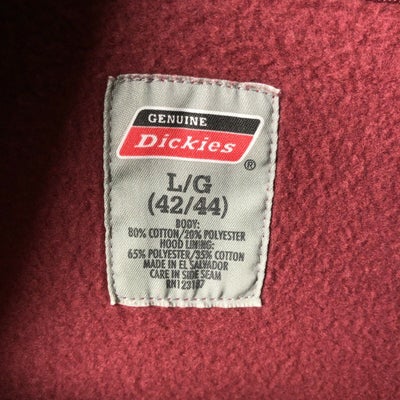 GENUINE
Dickies
®
L/G
(42/44)
BODY:
80% COTTON/20% POLYESTER
HOOD LINING:
65% POLYESTER/35% COTTON
MADE IN EL SALVADOR
CARE IN SIDE SEAM
RN123187